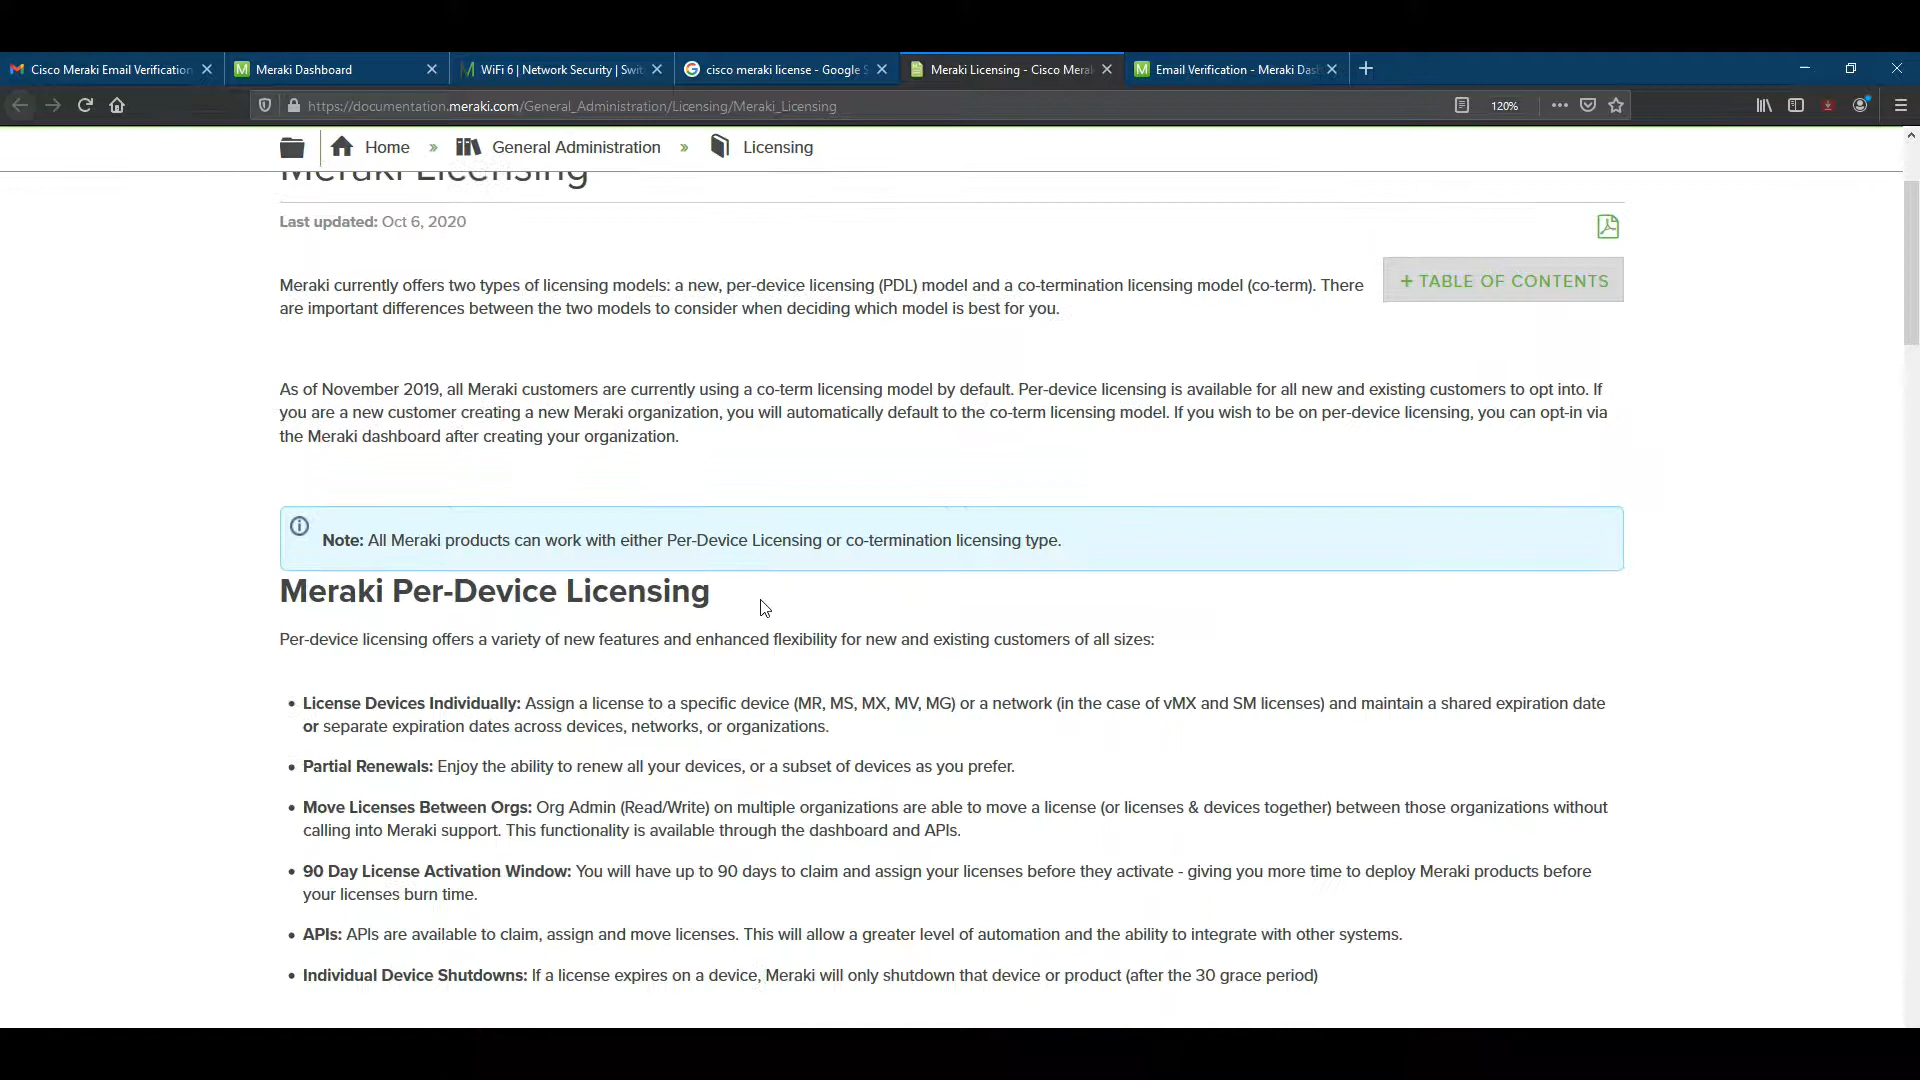 Cisco Meraki Email Verification
Meraki Dashboard
WiFi 6 | Network Security | Swit
cisco meraki license - Google S
Meraki Licensing - Cisco Merak
Email Verification - Meraki Das
https://documentation.meraki.com/General_Administration/Licensing/Meraki_Licensing
120%
Home » General Administration » Licensing
Meraki Licensing
Last updated: Oct 6, 2020
+ TABLE OF CONTENTS
Meraki currently offers two types of licensing models: a new, per-device licensing (PDL) model and a co-termination licensing model (co-term). There
are important differences between the two models to consider when deciding which model is best for you.
As of November 2019, all Meraki customers are currently using a co-term licensing model by default. Per-device licensing is available for all new and existing customers to opt into. If
you are a new customer creating a new Meraki organization, you will automatically default to the co-term licensing model. If you wish to be on per-device licensing, you can opt-in via
the Meraki dashboard after creating your organization.
Note: All Meraki products can work with either Per-Device Licensing or co-termination licensing type.
Meraki Per-Device Licensing
Per-device licensing offers a variety of new features and enhanced flexibility for new and existing customers of all sizes:
• License Devices Individually: Assign a license to a specific device (MR, MS, MX, MV, MG) or a network (in the case of vMX and SM licenses) and maintain a shared expiration date
or separate expiration dates across devices, networks, or organizations.
• Partial Renewals: Enjoy the ability to renew all your devices, or a subset of devices as you prefer.
• Move Licenses Between Orgs: Org Admin (Read/Write) on multiple organizations are able to move a license (or licenses & devices together) between those organizations without
calling into Meraki support. This functionality is available through the dashboard and APIs.
• 90 Day License Activation Window: You will have up to 90 days to claim and assign your licenses before they activate - giving you more time to deploy Meraki products before
your licenses burn time.
• APIs: APIs are available to claim, assign and move licenses. This will allow a greater level of automation and the ability to integrate with other systems.
• Individual Device Shutdowns: If a license expires on a device, Meraki will only shutdown that device or product (after the 30 grace period)